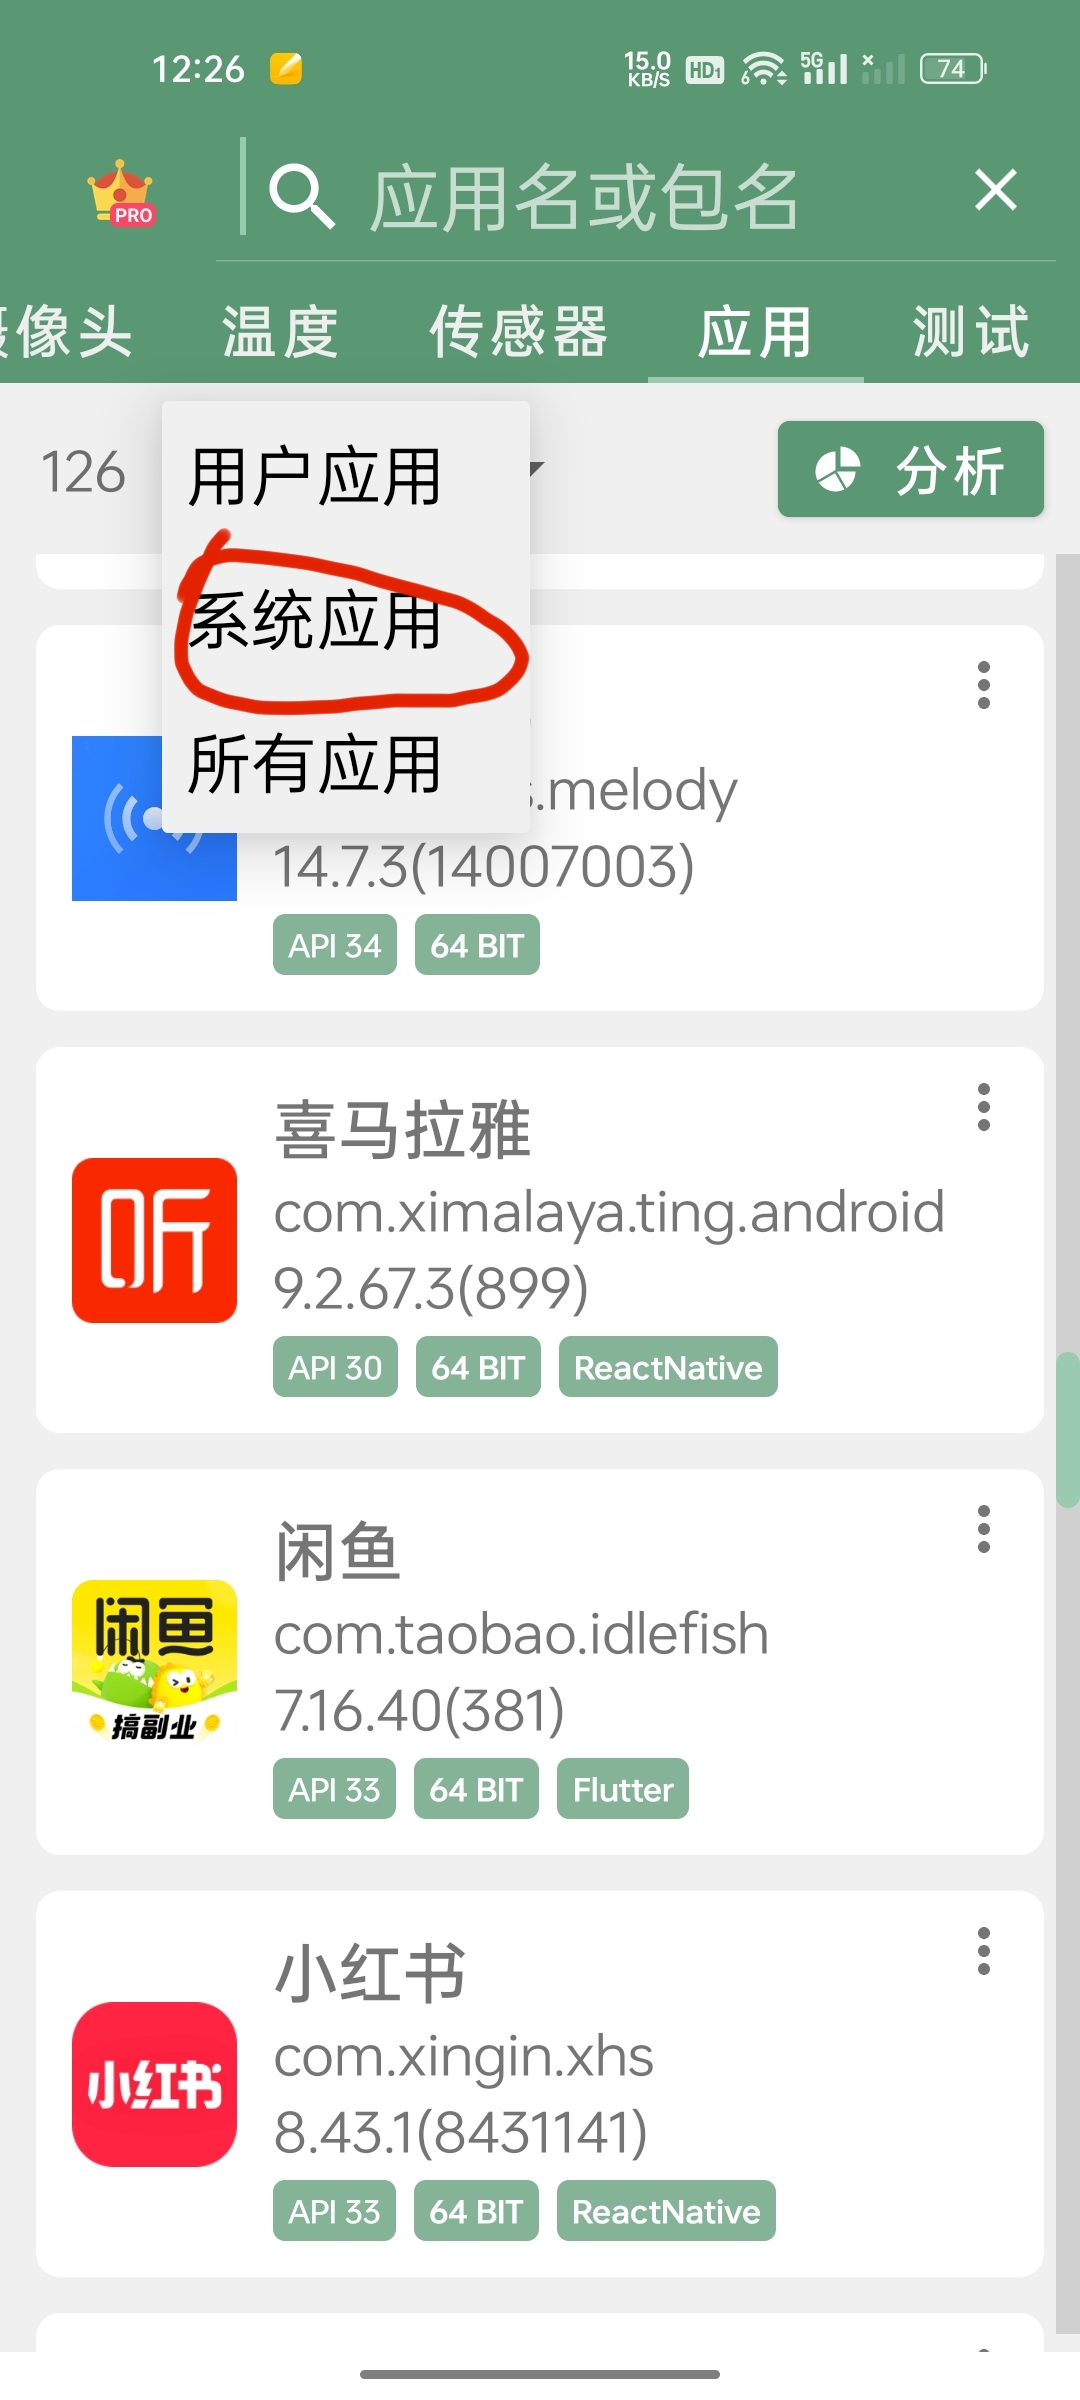 12:26
15.0 KB/S HD1 6 5G 74
PRO
应用名或包名
像头 温度 传感器 应用 测试
126
分析
用户应用
系统应用
所有应用
.melody
14.7.3(14007003)
API 34 64 BIT
喜马拉雅
听
com.ximalaya.ting.android
9.2.67.3(899)
API 30 64 BIT ReactNative
闲鱼
闲鱼
搞副业
com.taobao.idlefish
7.16.40(381)
API 33 64 BIT Flutter
小红书
小红书
com.xingin.xhs
8.43.1(8431141)
API 33 64 BIT ReactNative